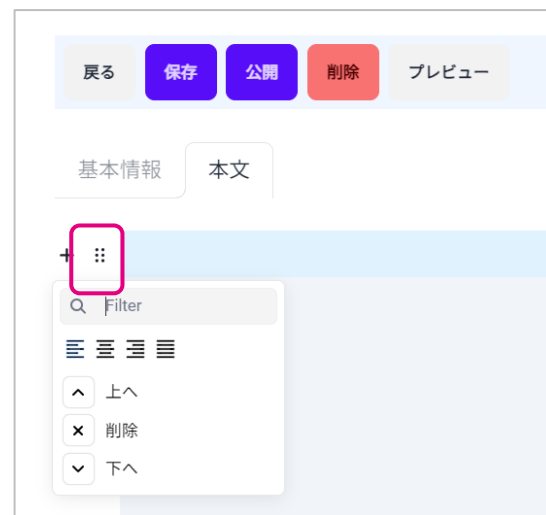 戻る 保存 公開 削除 プレビュー
基本情報 本文
Filter
上へ
削除
下へ